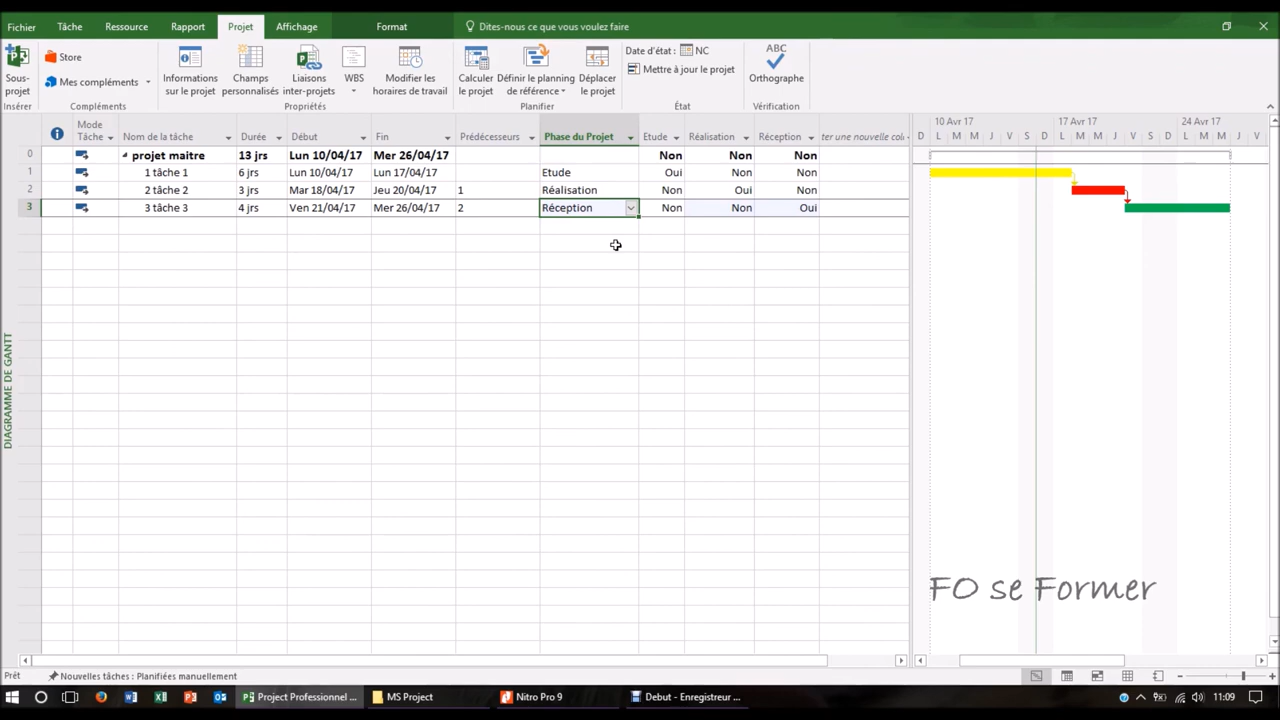 Fichier Tâche Ressource Rapport Projet Affichage Format Dites-nous ce que vous voulez faire
Store
Mes compléments
Sous-projet
Informations sur le projet
Champs personnalisés
Liaisons inter-projets
WBS
Modifier les horaires de travail
Calculer le projet
Définir le planning de référence
Déplacer le projet
Date d'état: NC
Mettre à jour le projet
ABC
Orthographe
Insérer Compléments Propriétés Planifier État Vérification
Mode Tâche Nom de la tâche Durée Début Fin Prédécesseurs Phase du Projet Etude Réalisation Réception ter une nouvelle col
10 Avr 17 17 Avr 17 24 Avr 17
D L M M J V S D L M M J V S D L M M J V
0 projet maitre 13 jrs Lun 10/04/17 Mer 26/04/17 Non Non Non
1 1 tâche 1 6 jrs Lun 10/04/17 Lun 17/04/17 Etude Oui Non Non
2 2 tâche 2 3 jrs Mar 18/04/17 Jeu 20/04/17 1 Réalisation Non Oui Non
3 3 tâche 3 4 jrs Ven 21/04/17 Mer 26/04/17 2 Réception Non Non Oui
DIAGRAMME DE GANTT
FO se Former
Prêt Nouvelles tâches : Planifiées manuellement
Project Professionnel ... MS Project Nitro Pro 9 Debut - Enregistreur ... 11:09